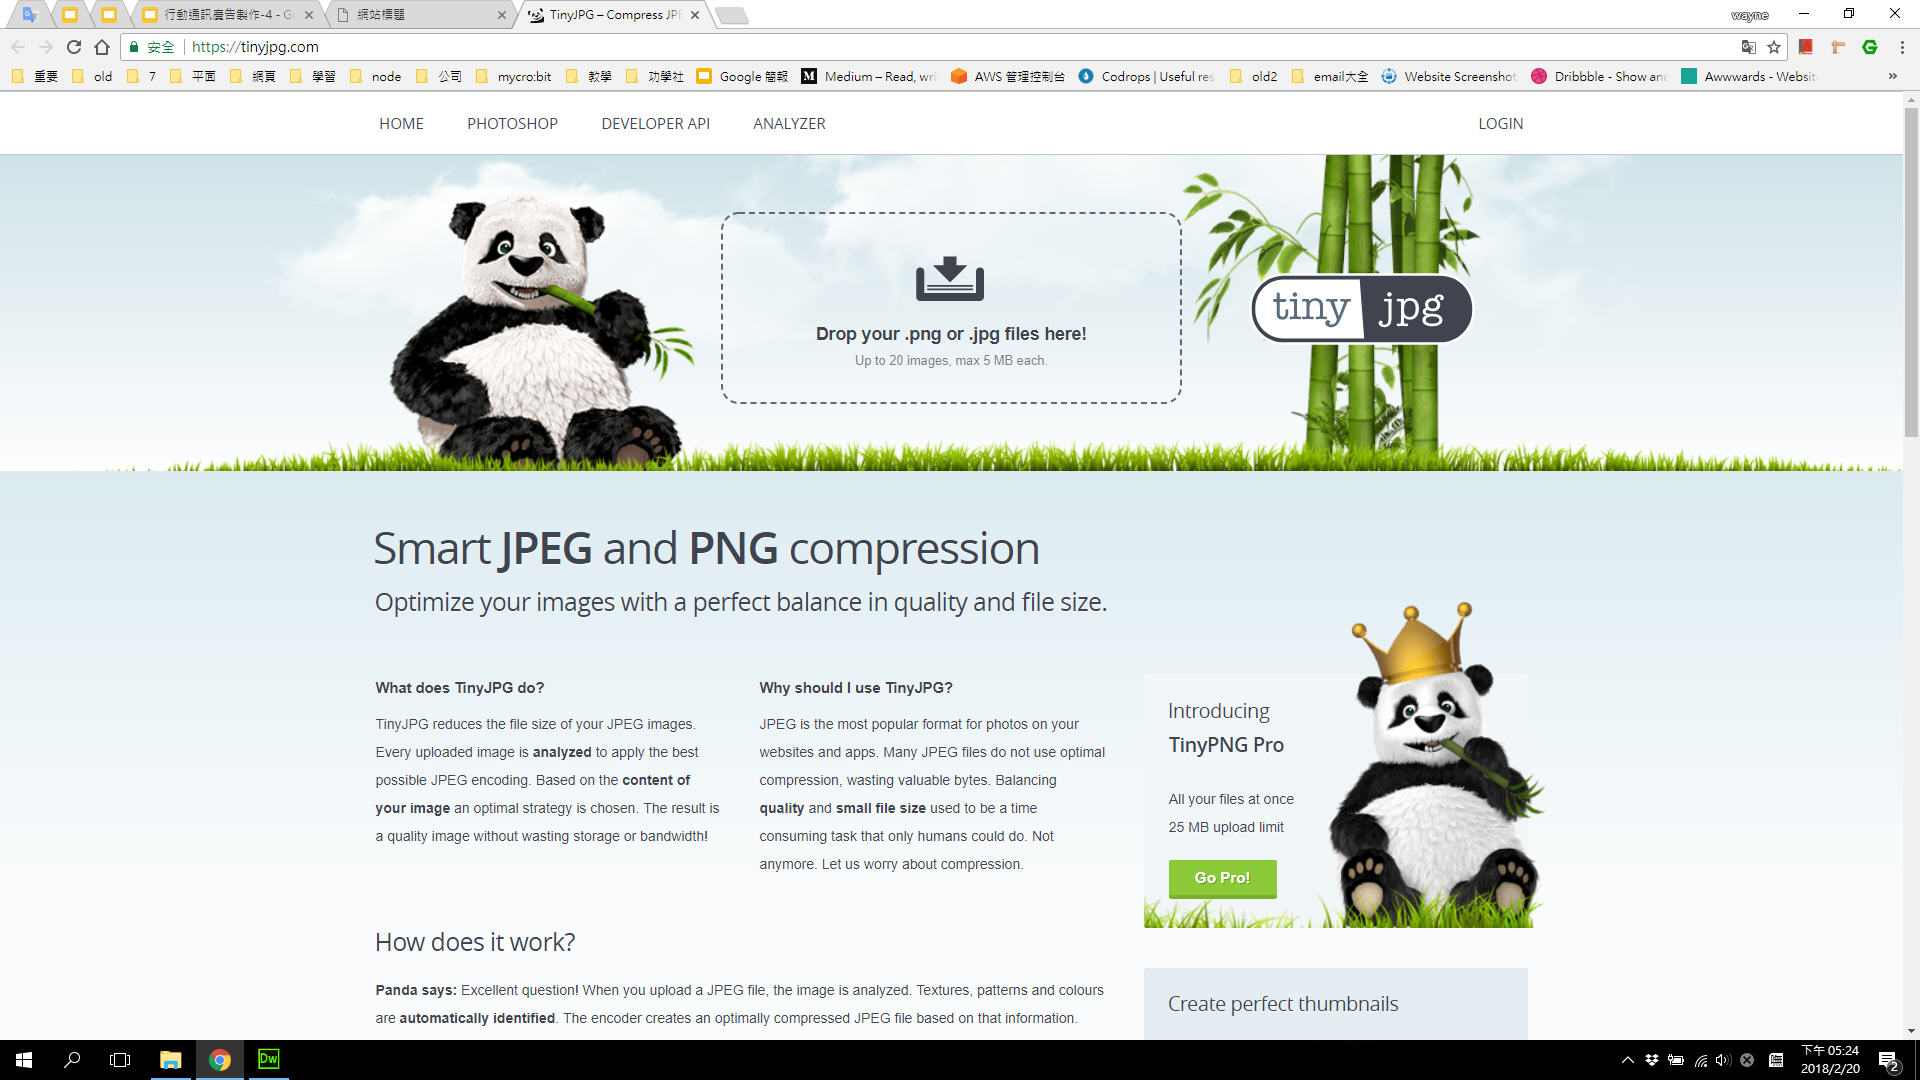 行動通訊廣告製作-4 - G
網站標題
TinyJPG – Compress JPE
wayne
安全
https://tinyjpg.com
重要
old
7
平面
網頁
學習
node
公司
mycro:bit
教學
功學社
Google 簡報
Medium – Read, wri
AWS 管理控制台
Codrops | Useful res
old2
email大全
Website Screenshot
Dribbble - Show and
Awwwards - Websit
HOME
PHOTOSHOP
DEVELOPER API
ANALYZER
LOGIN
Drop your .png or .jpg files here!
Up to 20 images, max 5 MB each.
tiny jpg
Smart JPEG and PNG compression
Optimize your images with a perfect balance in quality and file size.
What does TinyJPG do?
TinyJPG reduces the file size of your JPEG images.
Every uploaded image is analyzed to apply the best
possible JPEG encoding. Based on the content of
your image an optimal strategy is chosen. The result is
a quality image without wasting storage or bandwidth!
Why should I use TinyJPG?
JPEG is the most popular format for photos on your
websites and apps. Many JPEG files do not use optimal
compression, wasting valuable bytes. Balancing
quality and small file size used to be a time
consuming task that only humans could do. Not
anymore. Let us worry about compression.
Introducing
TinyPNG Pro
All your files at once
25 MB upload limit
Go Pro!
How does it work?
Panda says: Excellent question! When you upload a JPEG file, the image is analyzed. Textures, patterns and colours
are automatically identified. The encoder creates an optimally compressed JPEG file based on that information.
Create perfect thumbnails
Dw
下午 05:24
2018/2/20
2